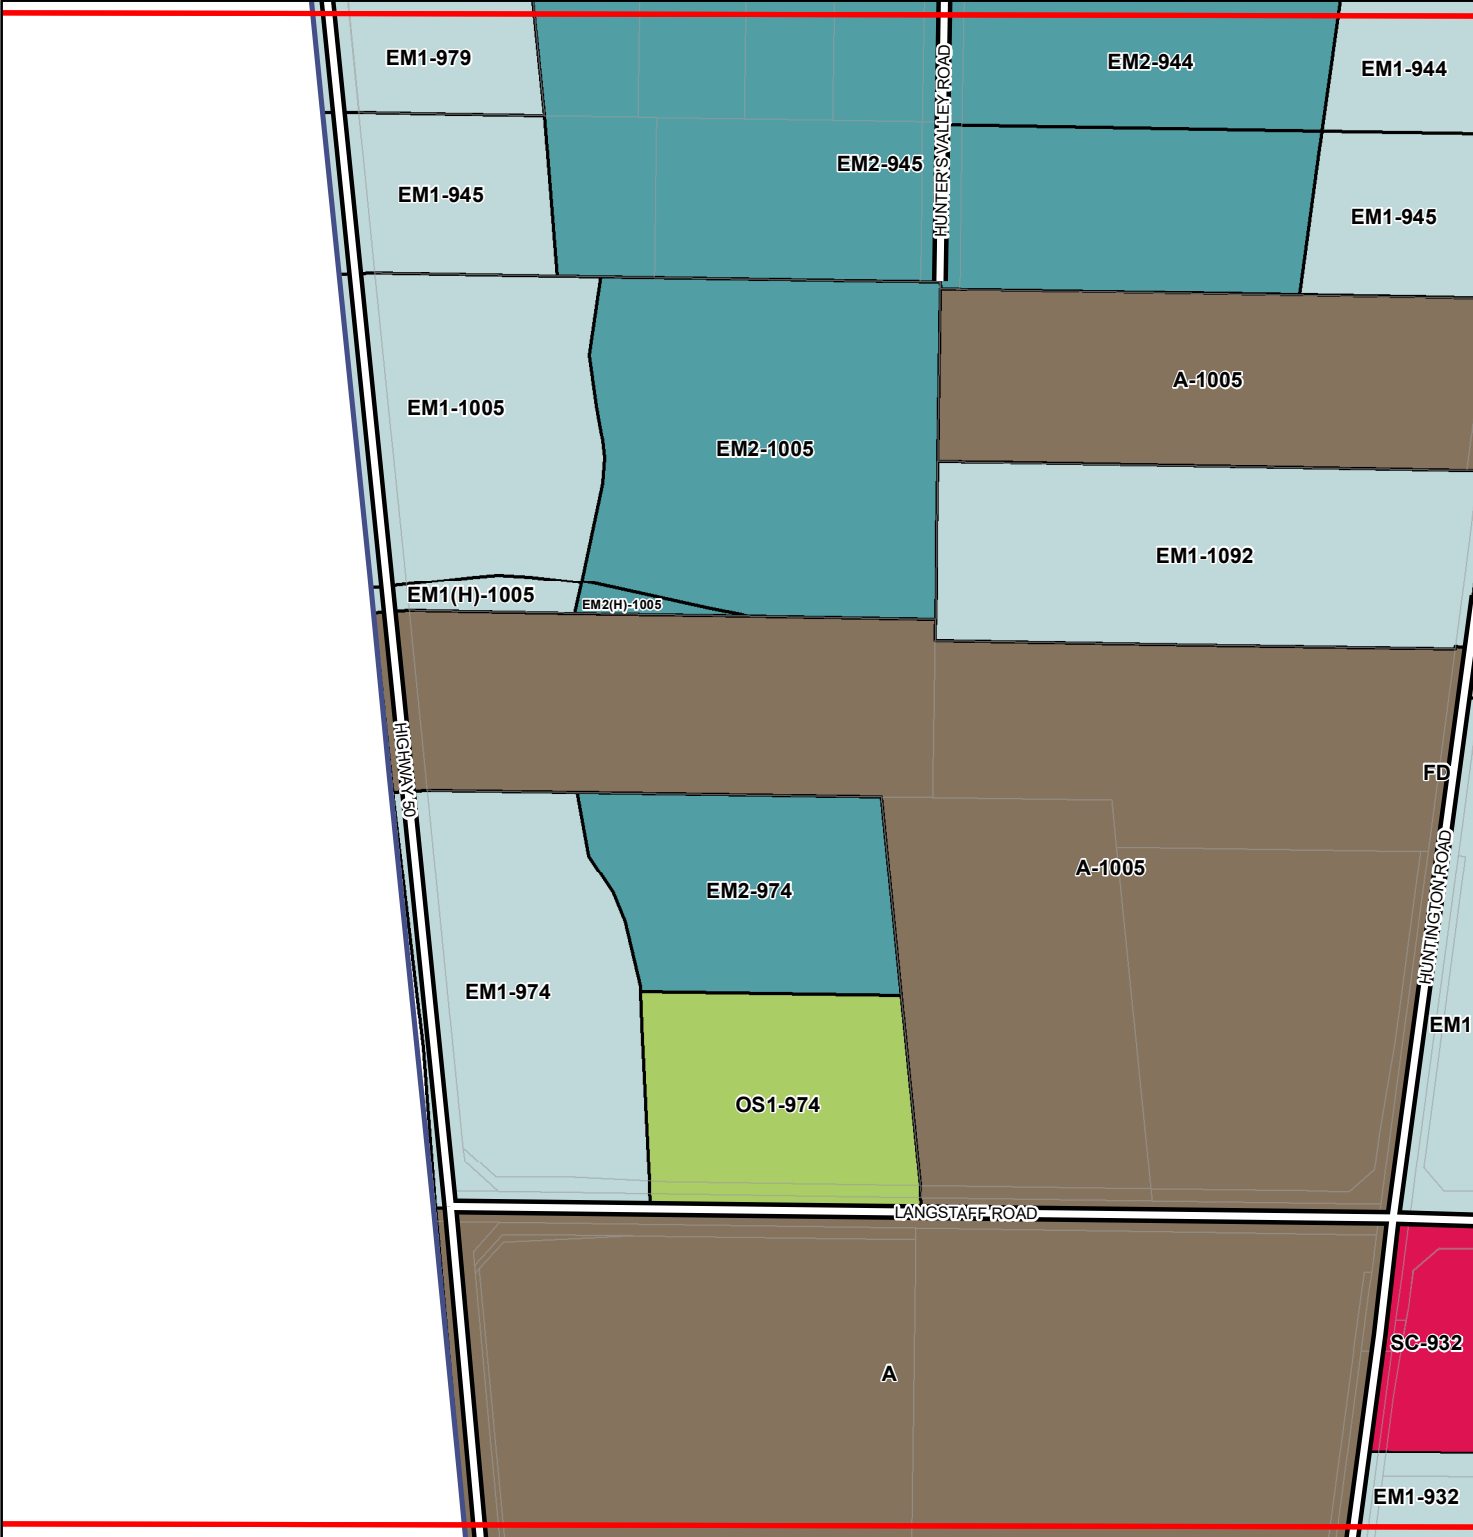 EM1-979
EM2-944
EM1-944
HUNTER'S VALLEY ROAD
EM2-945
EM1-945
EM1-945
A-1005
EM1-1005
EM2-1005
EM1-1092
EM1(H)-1005
EM2(H)-1005
HIGHWAY 50
FD
A-1005
EM2-974
HUNTINGTON ROAD
EM1-974
EM1
OS1-974
LANGSTAFF ROAD
SC-932
A
EM1-932